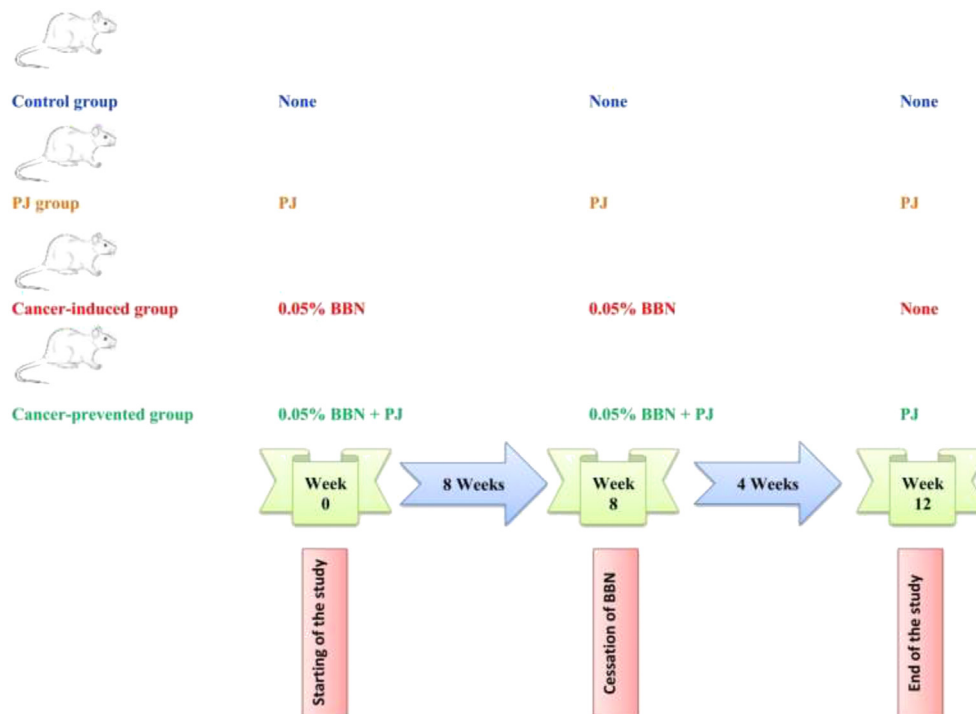 Control group None None None
PJ group PJ PJ PJ
Cancer-induced group 0.05% BBN 0.05% BBN None
Cancer-prevented group 0.05% BBN + PJ 0.05% BBN + PJ PJ
Week
0
8 Weeks
Week
8
4 Weeks
Week
12
Starting of the study
Cessation of BBN
End of the study